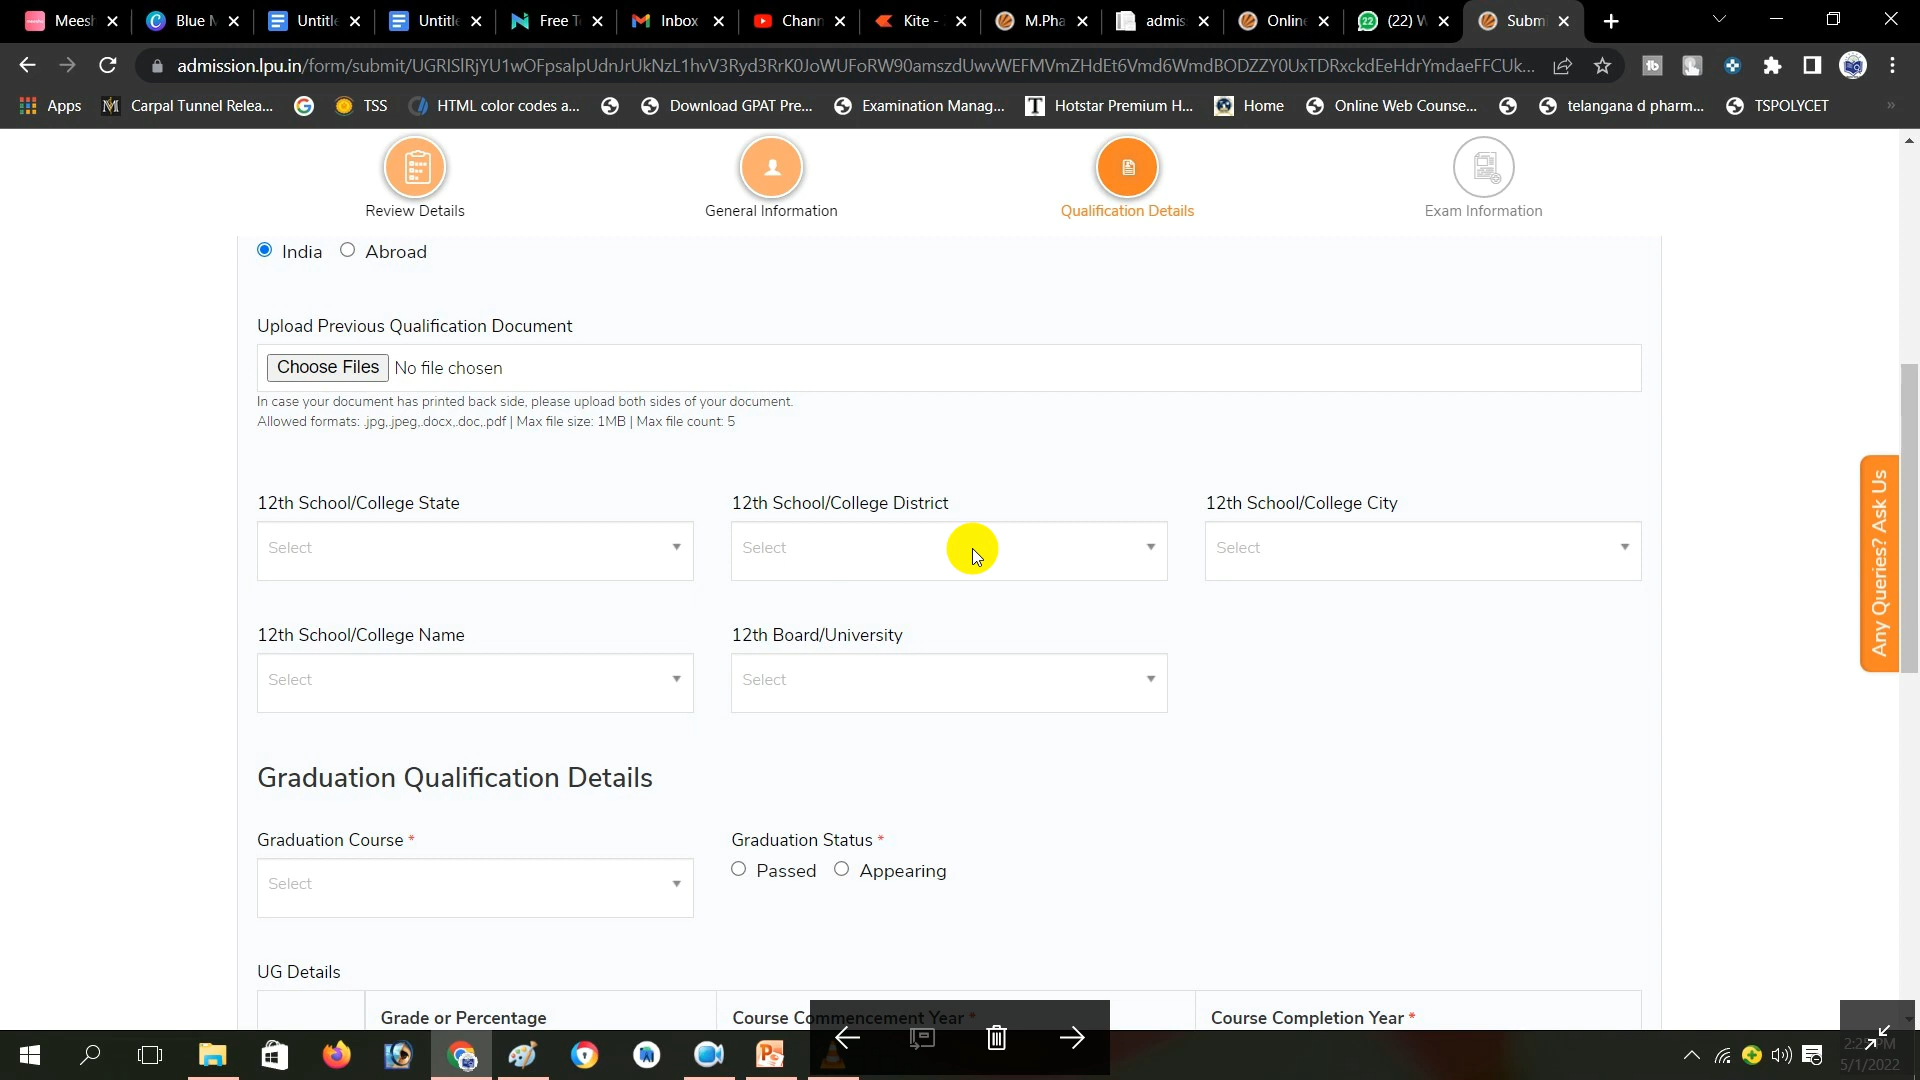 Meesh
Blue M
Untitle
Untitle
Free T
Inbox
Chann
Kite -
M.Pha
admis
Online
(22) W
Submi
admission.lpu.in/form/submit/
Apps
Carpal Tunnel Relea...
TSS
HTML color codes a...
Download GPAT Pre...
Examination Manag...
Hotstar Premium H...
Home
Online Web Counse...
telangana d pharm...
TSPOLYCET
Review Details
General Information
Qualification Details
Exam Information
India
Abroad
Upload Previous Qualification Document
Choose Files No file chosen
In case your document has printed back side, please upload both sides of your document.
Allowed formats: .jpg,.jpeg,.docx,.doc,.pdf | Max file size: 1MB | Max file count: 5
12th School/College State
12th School/College District
12th School/College City
Select
Select
Select
12th School/College Name
12th Board/University
Select
Select
Any Queries? Ask Us
Graduation Qualification Details
Graduation Course *
Graduation Status *
Select
Passed
Appearing
UG Details
Grade or Percentage
Course Commencement Year *
Course Completion Year *
5/1/2022